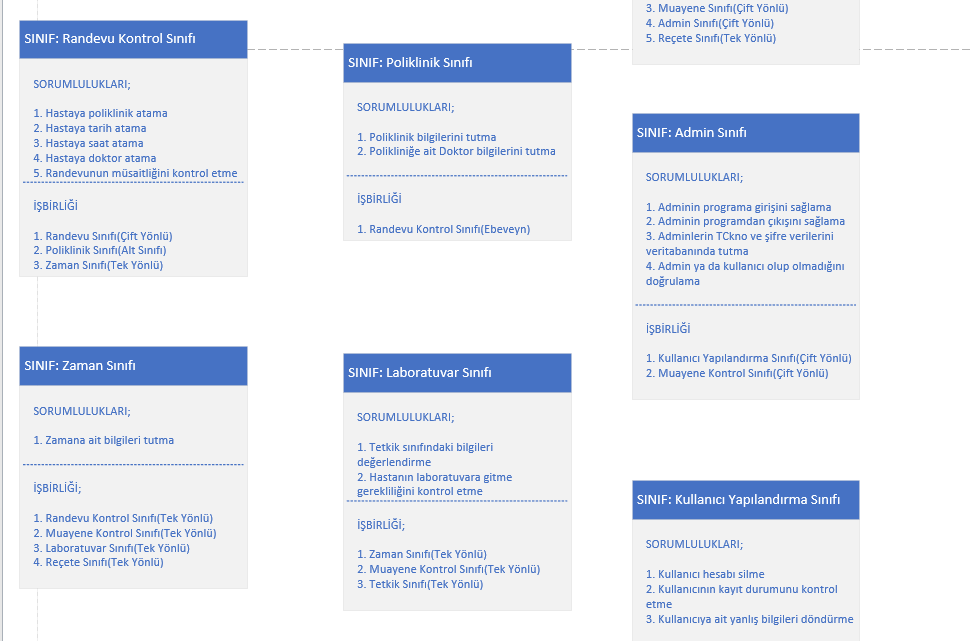 SINIF: Randevu Kontrol Sınıfı
SORUMLULUKLARI;
1. Hastaya poliklinik atama
2. Hastaya tarih atama
3. Hastaya saat atama
4. Hastaya doktor atama
5. Randevunun müsaitliğini kontrol etme
İŞBİRLİĞİ
1. Randevu Sınıfı(Çift Yönlü)
2. Poliklinik Sınıfı(Alt Sınıfı)
3. Zaman Sınıfı(Tek Yönlü)
SINIF: Zaman Sınıfı
SORUMLULUKLARI;
1. Zamana ait bilgileri tutma
İŞBİRLİĞİ;
1. Randevu Kontrol Sınıfı(Tek Yönlü)
2. Muayene Kontrol Sınıfı(Tek Yönlü)
3. Laboratuvar Sınıfı(Tek Yönlü)
4. Reçete Sınıfı(Tek Yönlü)
SINIF: Poliklinik Sınıfı
SORUMLULUKLARI;
1. Poliklinik bilgilerini tutma
2. Polikliniğe ait Doktor bilgilerini tutma
İŞBİRLİĞİ
1. Randevu Kontrol Sınıfı(Ebeveyn)
SINIF: Laboratuvar Sınıfı
SORUMLULUKLARI;
1. Tetkik sınıfındaki bilgileri
değerlendirme
2. Hastanın laboratuvara gitme
gerekliliğini kontrol etme
İŞBİRLİĞİ;
1. Zaman Sınıfı(Tek Yönlü)
2. Muayene Kontrol Sınıfı(Tek Yönlü)
3. Tetkik Sınıfı(Tek Yönlü)
3. Muayene Sınıfı(Çift Yönlü)
4. Admin Sınıfı(Çift Yönlü)
5. Reçete Sınıfı(Tek Yönlü)
SINIF: Admin Sınıfı
SORUMLULUKLARI;
1. Adminin programa girişini sağlama
2. Adminin programdan çıkışını sağlama
3. Adminlerin TCkno ve şifre verilerini
veritabanında tutma
4. Admin ya da kullanıcı olup olmadığını
doğrulama
İŞBİRLİĞİ
1. Kullanıcı Yapılandırma Sınıfı(Çift Yönlü)
2. Muayene Kontrol Sınıfı(Çift Yönlü)
SINIF: Kullanıcı Yapılandırma Sınıfı
SORUMLULUKLARI;
1. Kullanıcı hesabı silme
2. Kullanıcının kayıt durumunu kontrol
etme
3. Kullanıcıya ait yanlış bilgileri döndürme